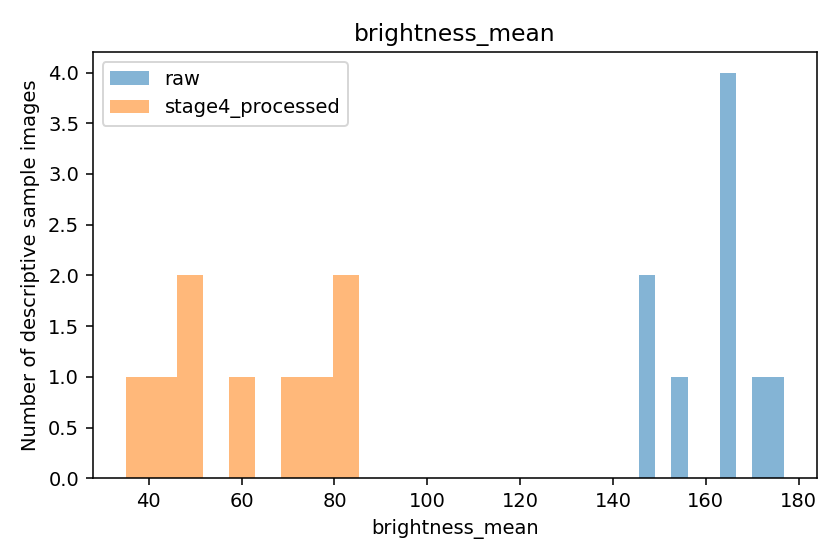 brightness_mean
raw
stage4_processed
Number of descriptive sample images
4.0
3.5
3.0
2.5
2.0
1.5
1.0
0.5
0.0
40 60 80 100 120 140 160 180
brightness_mean